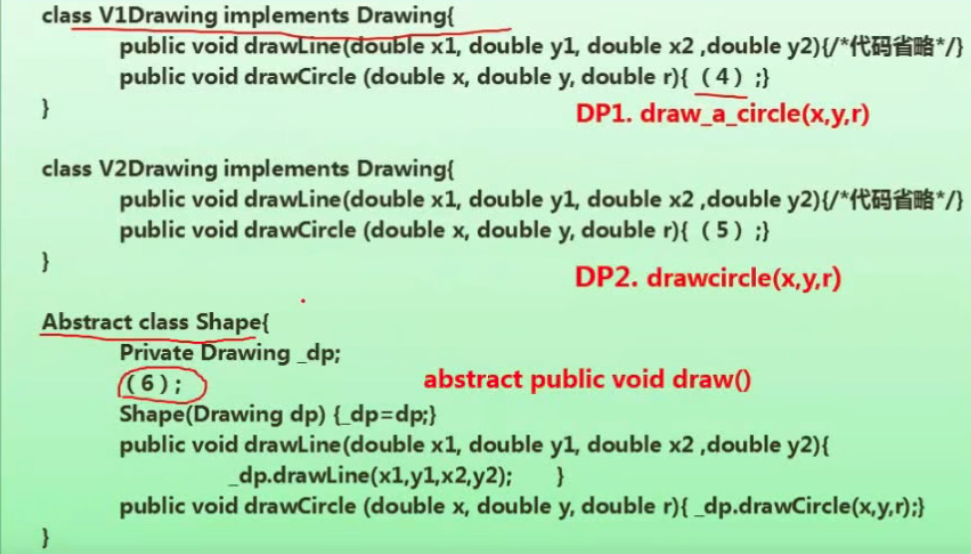 class V1Drawing implements Drawing{
public void drawLine(double x1, double y1, double x2 ,double y2){/*代码省略*/}
public void drawCircle (double x, double y, double r){（4）;}
}
DP1. draw_a_circle(x,y,r)
class V2Drawing implements Drawing{
public void drawLine(double x1, double y1, double x2 ,double y2){/*代码省略*/}
public void drawCircle (double x, double y, double r){（5）;}
}
DP2. drawcircle(x,y,r)
Abstract class Shape{
Private Drawing _dp;
（6）; abstract public void draw()
Shape(Drawing dp) {_dp=dp;}
public void drawLine(double x1, double y1, double x2 ,double y2){
_dp.drawLine(x1,y1,x2,y2); }
public void drawCircle (double x, double y, double r){ _dp.drawCircle(x,y,r);}
}